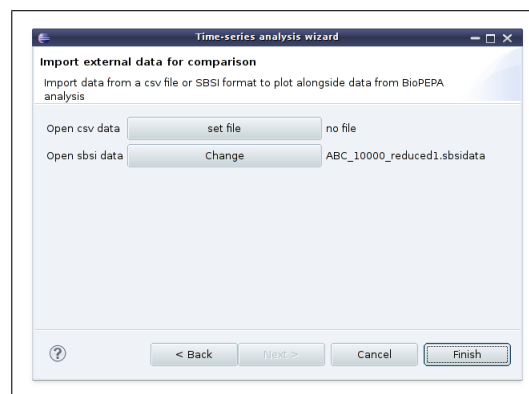 Time-series analysis wizard
Import external data for comparison
Import data from a csv file or SBSI format to plot alongside data from BioPEPA
analysis
Open csv data set file no file
Open sbsi data Change ABC_10000_reduced1.sbsidata
? < Back Next > Cancel Finish